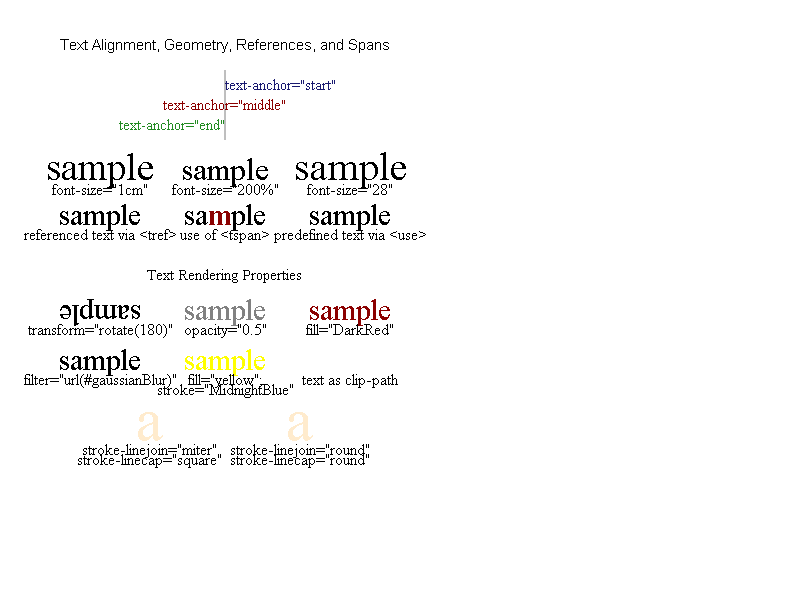 Text Alignment, Geometry, References, and Spans
text-anchor="start"
text-anchor="middle"
text-anchor="end"
sample sample sample
font-size="1cm" font-size="200%" font-size="28"
sample sample sample
referenced text via <tref> use of <tspan> predefined text via <use>
Text Rendering Properties
sample sample sample
transform="rotate(180)" opacity="0.5" fill="DarkRed"
sample sample
filter="url(#gaussianBlur)" fill="yellow" text as clip-path
stroke="MidnightBlue"
a a
stroke-linejoin="miter" stroke-linejoin="round"
stroke-linecap="square" stroke-linecap="round"